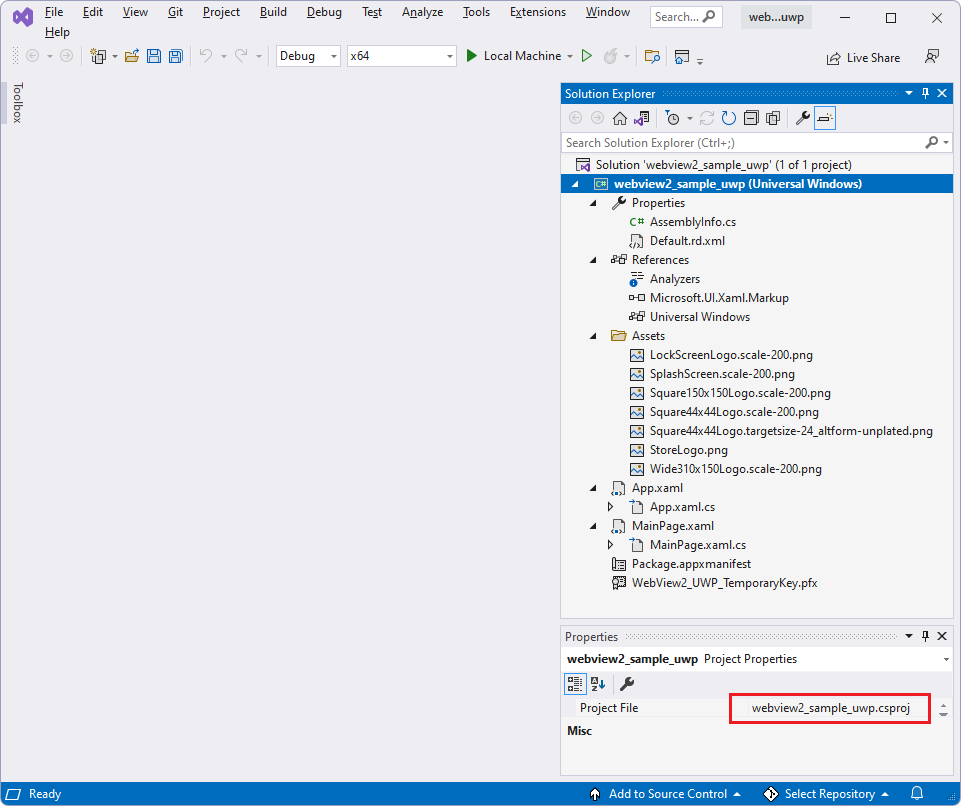 File Edit View Git Project Build Debug Test Analyze Tools Extensions Window Search... web...uwp
Help
Debug x64 Local Machine Live Share
Toolbox
Solution Explorer
Search Solution Explorer (Ctrl+;)
Solution 'webview2_sample_uwp' (1 of 1 project)
C# webview2_sample_uwp (Universal Windows)
Properties
C# AssemblyInfo.cs
Default.rd.xml
References
Analyzers
Microsoft.UI.Xaml.Markup
Universal Windows
Assets
LockScreenLogo.scale-200.png
SplashScreen.scale-200.png
Square150x150Logo.scale-200.png
Square44x44Logo.scale-200.png
Square44x44Logo.targetsize-24_altform-unplated.png
StoreLogo.png
Wide310x150Logo.scale-200.png
App.xaml
App.xaml.cs
MainPage.xaml
MainPage.xaml.cs
Package.appxmanifest
WebView2_UWP_TemporaryKey.pfx
Properties
webview2_sample_uwp Project Properties
Project File webview2_sample_uwp.csproj
Misc
Ready Add to Source Control Select Repository